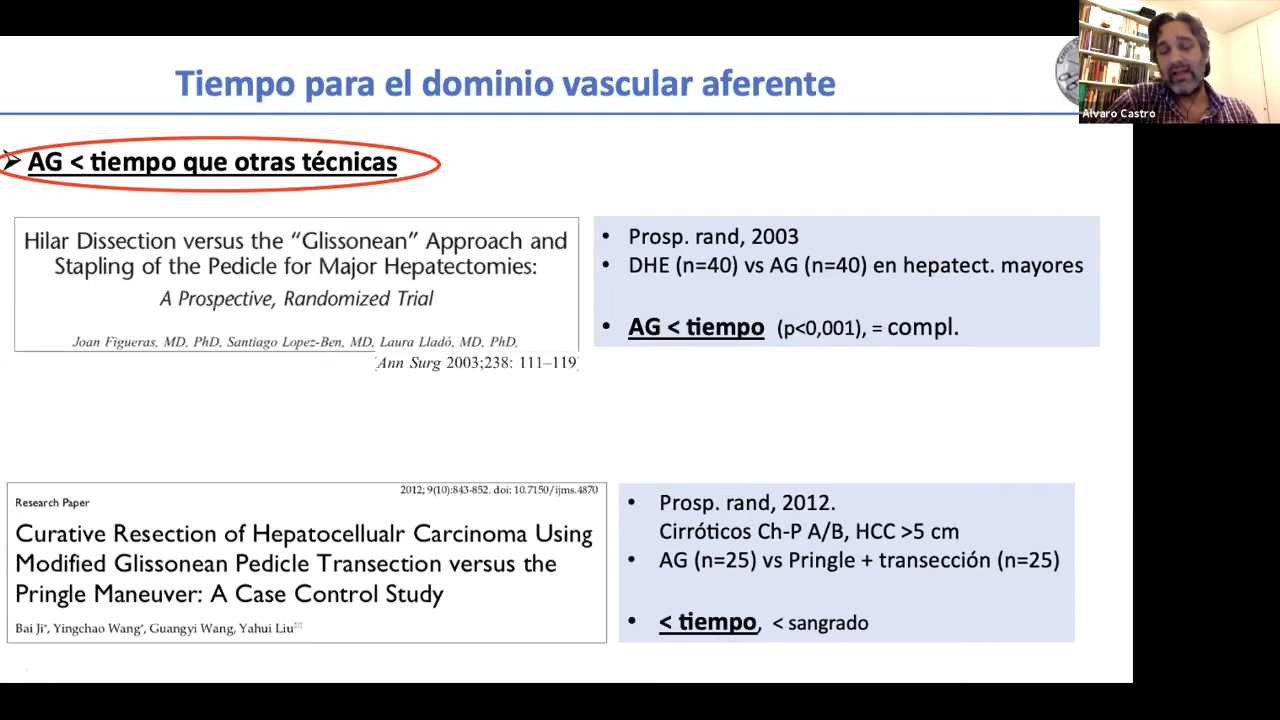 Tiempo para el dominio vascular aferente
Alvaro Castro
➢ AG < tiempo que otras técnicas
Hilar Dissection versus the “Glissonean” Approach and
Stapling of the Pedicle for Major Hepatectomies:
A Prospective, Randomized Trial
Joan Figueras, MD, PhD, Santiago Lopez-Ben, MD, Laura Lladó, MD, PhD,
(Ann Surg 2003;238: 111–119)
• Prosp. rand, 2003
• DHE (n=40) vs AG (n=40) en hepatect. mayores
• AG < tiempo (p<0,001), = compl.
2012; 9(10):843-852. doi: 10.7150/ijms.4870
Research Paper
Curative Resection of Hepatocellualr Carcinoma Using
Modified Glissonean Pedicle Transection versus the
Pringle Maneuver: A Case Control Study
Bai Ji*, Yingchao Wang*, Guangyi Wang, Yahui Liu✉
• Prosp. rand, 2012.
Cirróticos Ch-P A/B, HCC >5 cm
• AG (n=25) vs Pringle + transección (n=25)
• < tiempo, < sangrado